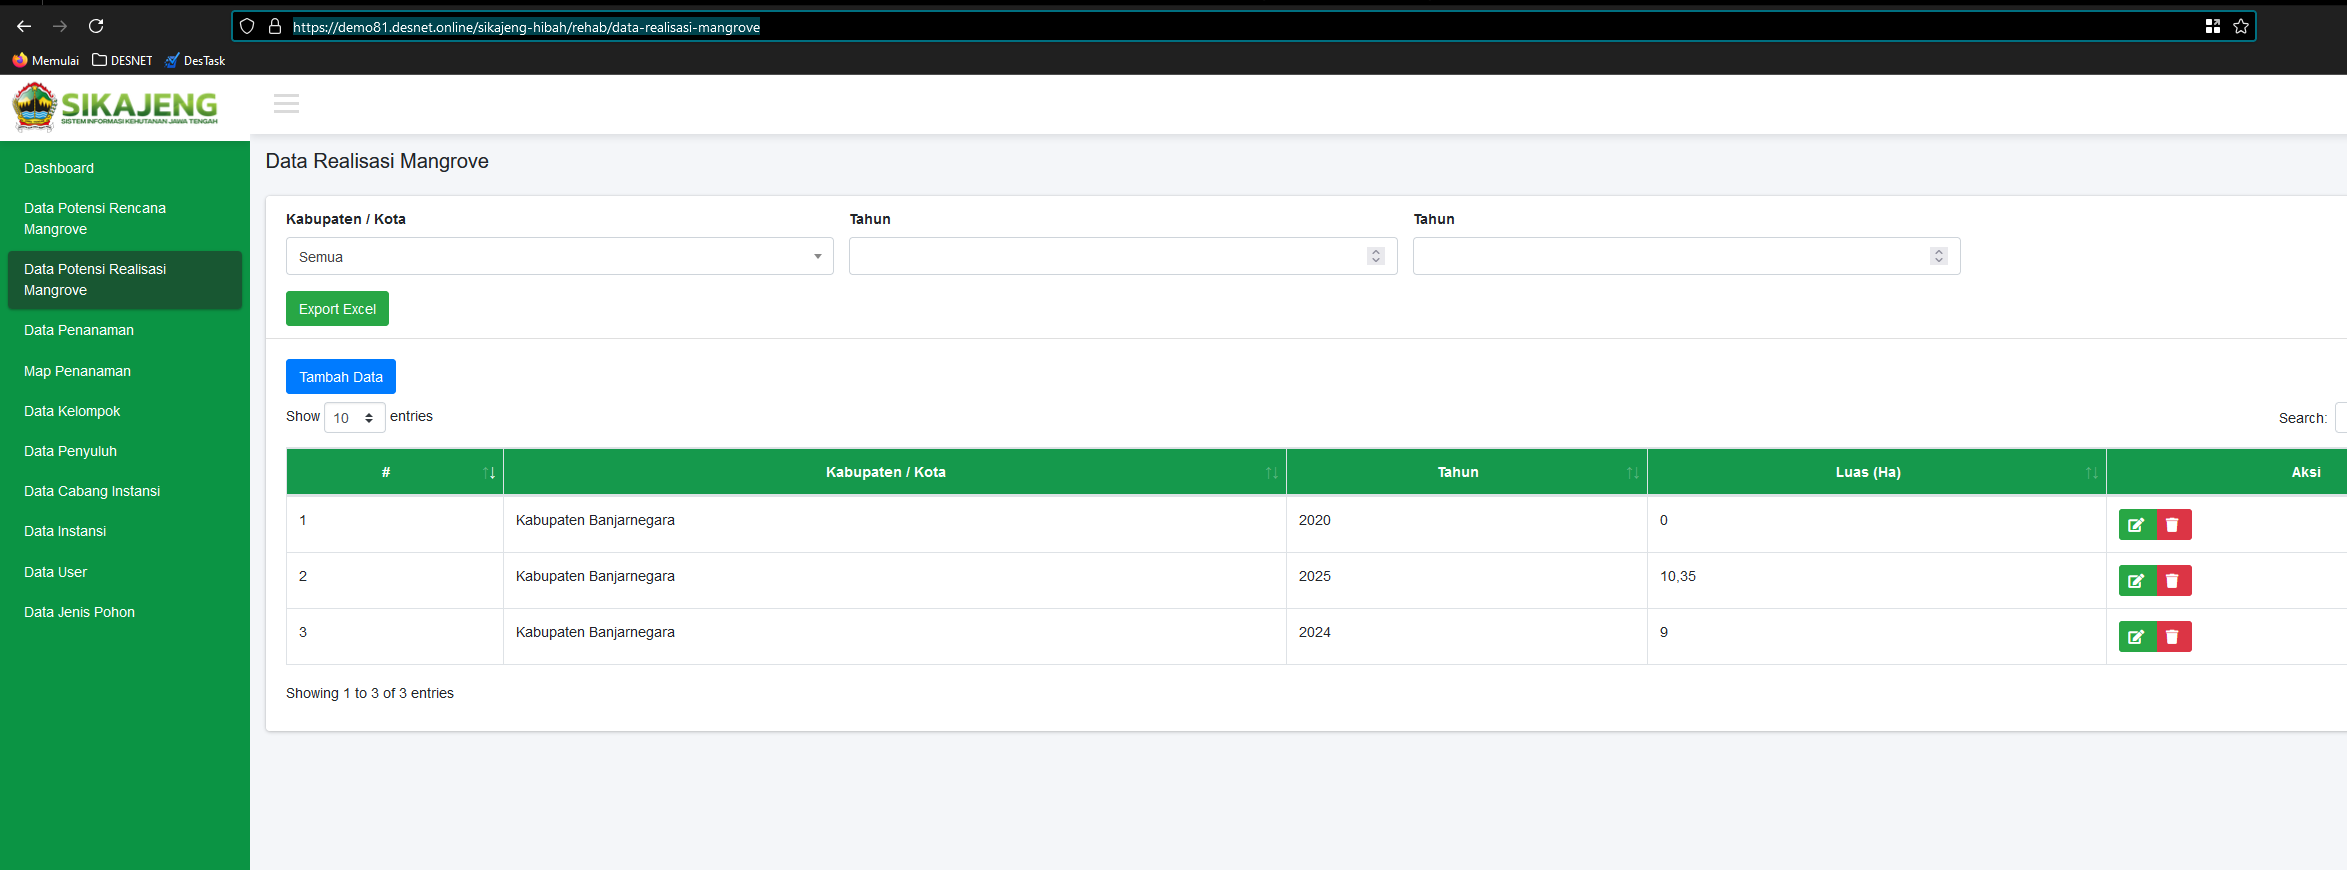 https://demo81.desnet.online/sikajeng-hibah/rehab/data-realisasi-mangrove
Memulai DESNET DesTask
SIKAJENG
SISTEM INFORMASI KEHUTANAN JAWA TENGAH
Dashboard
Data Potensi Rencana
Mangrove
Data Potensi Realisasi
Mangrove
Data Penanaman
Map Penanaman
Data Kelompok
Data Penyuluh
Data Cabang Instansi
Data Instansi
Data User
Data Jenis Pohon
Data Realisasi Mangrove
Kabupaten / Kota Tahun Tahun
Semua
Export Excel
Tambah Data
Show 10 entries Search:
# Kabupaten / Kota Tahun Luas (Ha) Aksi
1 Kabupaten Banjarnegara 2020 0
2 Kabupaten Banjarnegara 2025 10,35
3 Kabupaten Banjarnegara 2024 9
Showing 1 to 3 of 3 entries